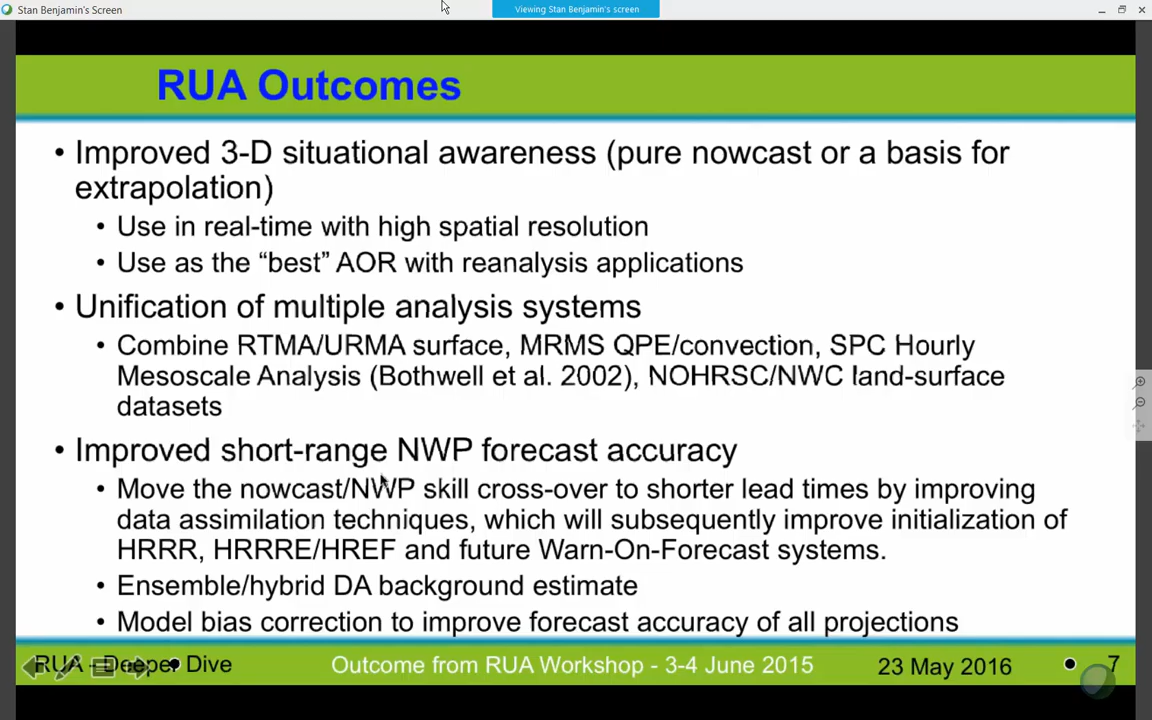 Stan Benjamin's Screen
Viewing Stan Benjamin's screen
RUA Outcomes
• Improved 3-D situational awareness (pure nowcast or a basis for
extrapolation)
• Use in real-time with high spatial resolution
• Use as the “best” AOR with reanalysis applications
• Unification of multiple analysis systems
• Combine RTMA/URMA surface, MRMS QPE/convection, SPC Hourly
Mesoscale Analysis (Bothwell et al. 2002), NOHRSC/NWC land-surface
datasets
• Improved short-range NWP forecast accuracy
• Move the nowcast/NWP skill cross-over to shorter lead times by improving
data assimilation techniques, which will subsequently improve initialization of
HRRR, HRRRE/HREF and future Warn-On-Forecast systems.
• Ensemble/hybrid DA background estimate
• Model bias correction to improve forecast accuracy of all projections
RUA - Deeper Dive Outcome from RUA Workshop - 3-4 June 2015 23 May 2016 7